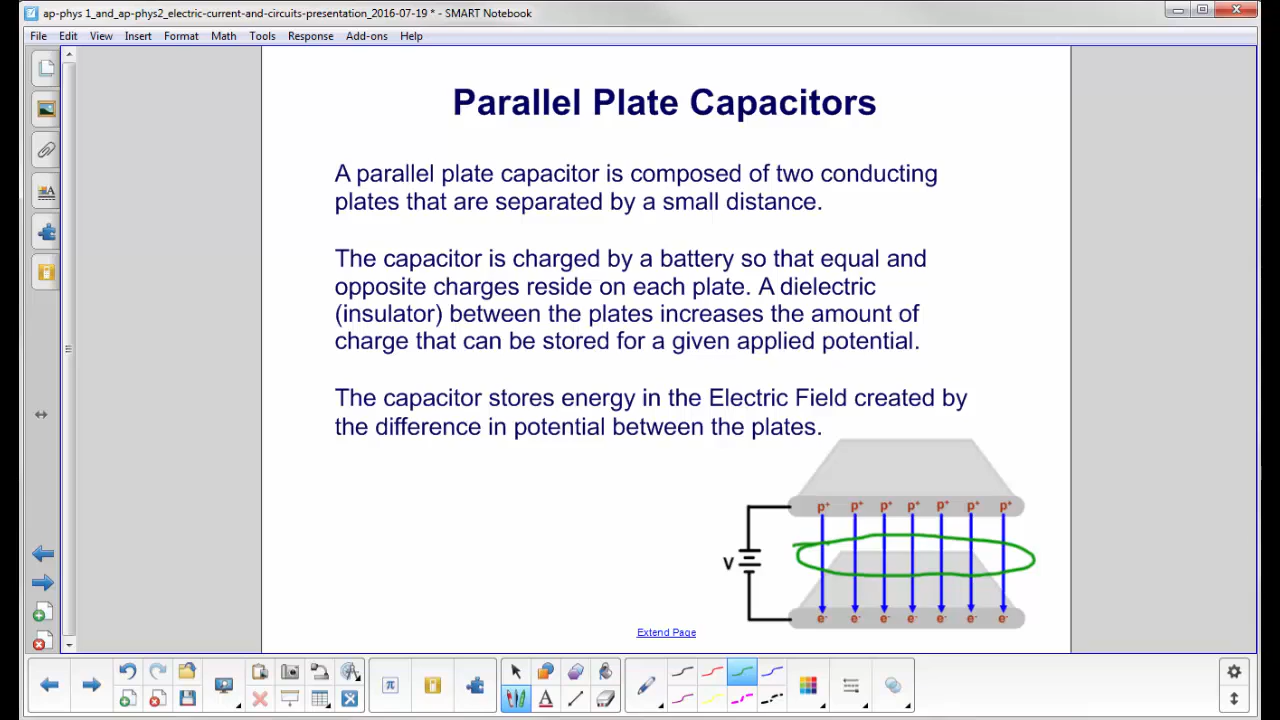 ap-phys 1_and_ap-phys2_electric-current-and-circuits-presentation_2016-07-19 * - SMART Notebook
File Edit View Insert Format Math Tools Response Add-ons Help
Parallel Plate Capacitors
A parallel plate capacitor is composed of two conducting
plates that are separated by a small distance.
The capacitor is charged by a battery so that equal and
opposite charges reside on each plate. A dielectric
(insulator) between the plates increases the amount of
charge that can be stored for a given applied potential.
The capacitor stores energy in the Electric Field created by
the difference in potential between the plates.
p+ p+ p+ p+ p+ p+ p+
V
e- e- e- e- e- e- e-
Extend Page